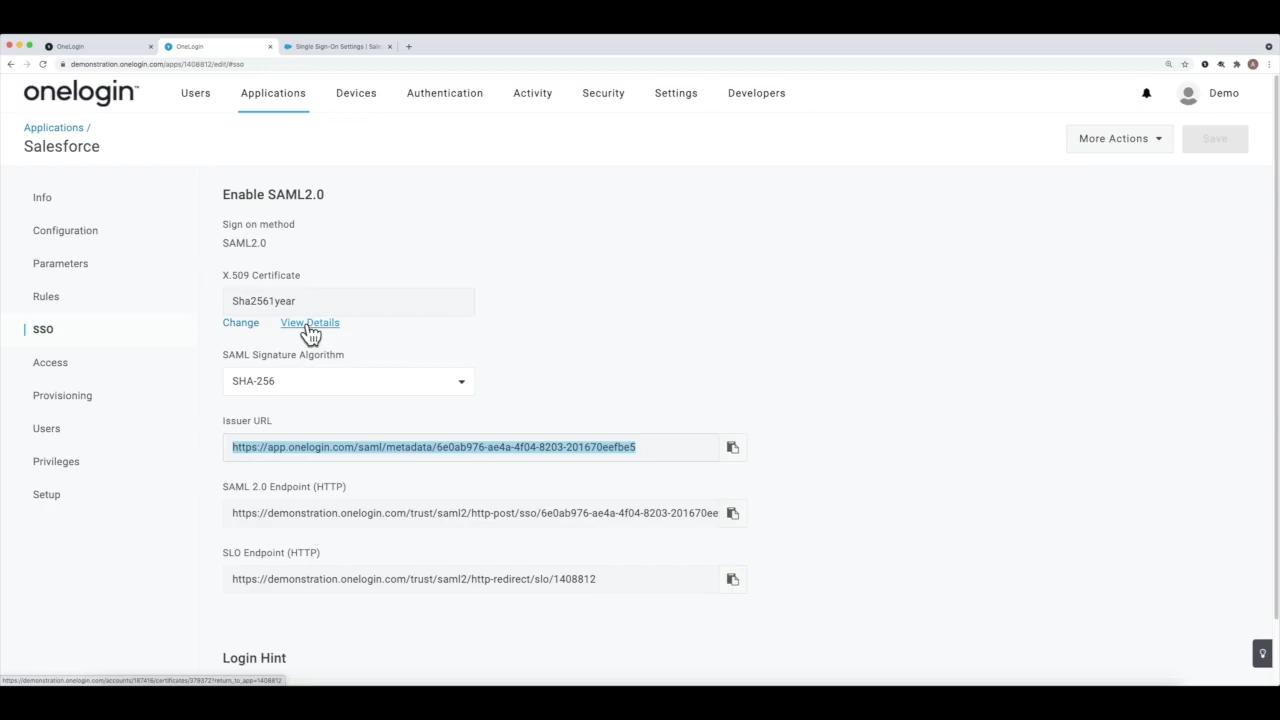 OneLogin
OneLogin
Single Sign-On Settings | Sale
demonstration.onelogin.com/apps/1408812/edit/#sso
A
onelogin™
Users
Applications
Devices
Authentication
Activity
Security
Settings
Developers
Demo
Applications /
Salesforce
More Actions
Save
Info
Configuration
Parameters
Rules
SSO
Access
Provisioning
Users
Privileges
Setup
Enable SAML2.0
Sign on method
SAML2.0
X.509 Certificate
Sha2561year
Change View Details
SAML Signature Algorithm
SHA-256
Issuer URL
https://app.onelogin.com/saml/metadata/6e0ab976-ae4a-4f04-8203-201670eefbe5
SAML 2.0 Endpoint (HTTP)
https://demonstration.onelogin.com/trust/saml2/http-post/sso/6e0ab976-ae4a-4f04-8203-201670ee
SLO Endpoint (HTTP)
https://demonstration.onelogin.com/trust/saml2/http-redirect/slo/1408812
Login Hint
https://demonstration.onelogin.com/accounts/187416/certificates/379372?return_to_app=1408812